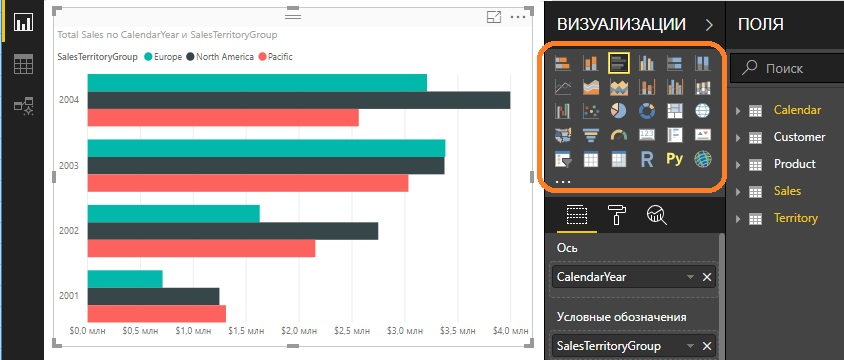 Total Sales по CalendarYear и SalesTerritoryGroup
SalesTerritoryGroup Europe North America Pacific
2004
2003
2002
2001
$0,0 млн $0,5 млн $1,0 млн $1,5 млн $2,0 млн $2,5 млн $3,0 млн $3,5 млн $4,0 млн
ВИЗУАЛИЗАЦИИ
R Py
Ось
CalendarYear
Условные обозначения
SalesTerritoryGroup
ПОЛЯ
Поиск
Calendar
Customer
Product
Sales
Territory